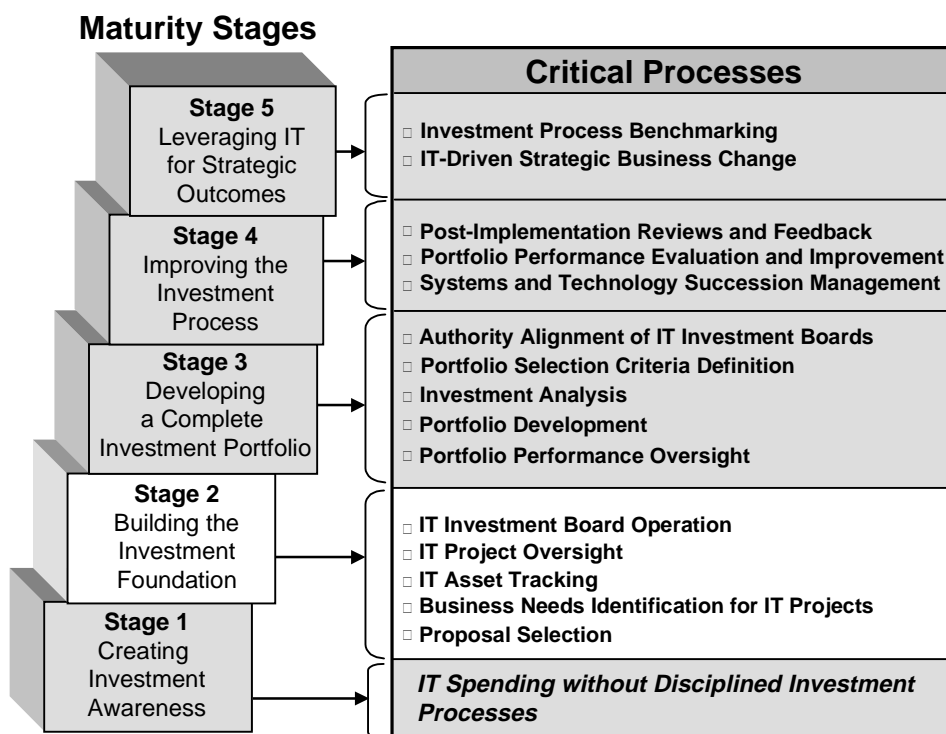 Maturity Stages
Critical Processes
Stage 5
Leveraging IT
for Strategic
Outcomes
Investment Process Benchmarking
IT-Driven Strategic Business Change
Stage 4
Improving the
Investment
Process
Post-Implementation Reviews and Feedback
Portfolio Performance Evaluation and Improvement
Systems and Technology Succession Management
Stage 3
Developing
a Complete
Investment Portfolio
Authority Alignment of IT Investment Boards
Portfolio Selection Criteria Definition
Investment Analysis
Portfolio Development
Portfolio Performance Oversight
Stage 2
Building the
Investment
Foundation
IT Investment Board Operation
IT Project Oversight
IT Asset Tracking
Business Needs Identification for IT Projects
Proposal Selection
Stage 1
Creating
Investment
Awareness
IT Spending without Disciplined Investment
Processes